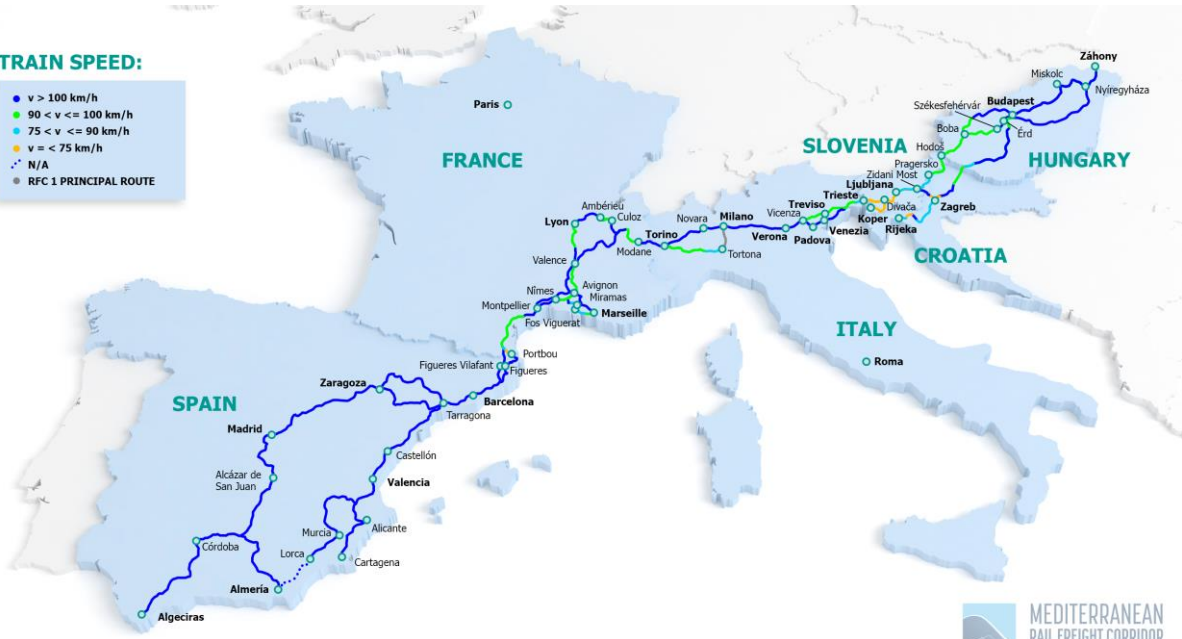 TRAIN SPEED:
v > 100 km/h
90 < v <= 100 km/h
75 < v <= 90 km/h
v = < 75 km/h
N/A
RFC 1 PRINCIPAL ROUTE
Paris
FRANCE
Záhony
Miskolc
Nyíregyháza
Székesfehérvár
Budapest
Érd
Boba
SLOVENIA
Hodoš
HUNGARY
Pragersko
Zidani Most
Ljubljana
Trieste
Treviso
Vicenza
Divača
Zagreb
Koper
Rijeka
Venezia
Padova
Verona
Milano
Novara
Torino
Tortona
Modane
Ambérieu
Culoz
Lyon
Valence
CROATIA
Avignon
Nîmes
Miramas
Montpellier
Marseille
Fos Viguerat
ITALY
Roma
Portbou
Figueres Vilafant
Figueres
Zaragoza
Barcelona
SPAIN
Tarragona
Madrid
Castellón
Alcázar de
San Juan
Valencia
Murcia
Alicante
Córdoba
Lorca
Cartagena
Almería
Algeciras
MEDITERRANEAN
RAIL FREIGHT CORRIDOR